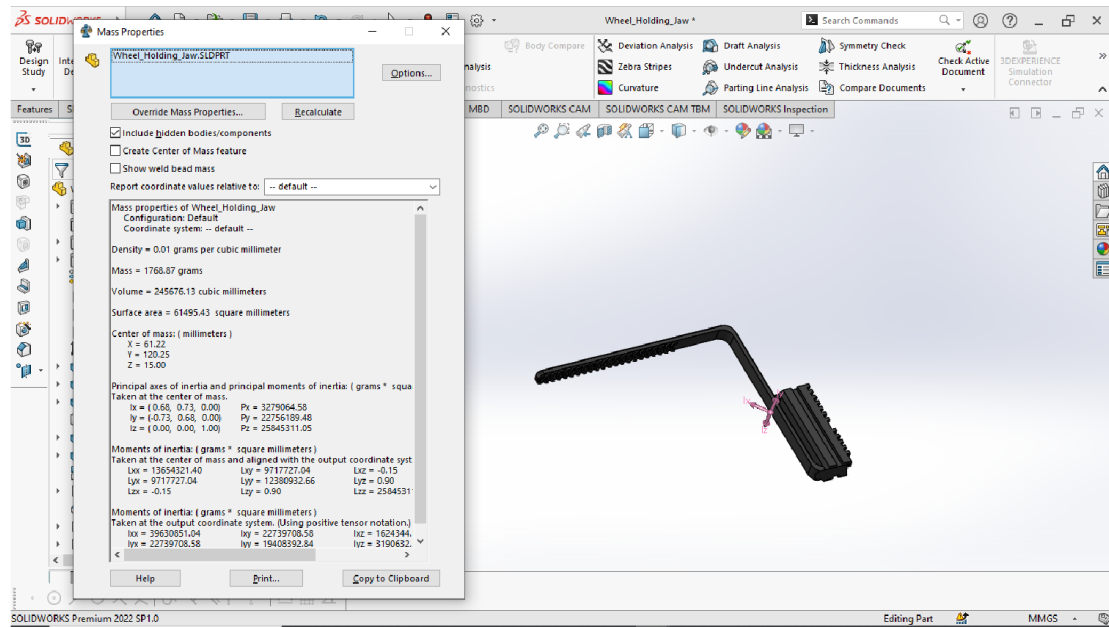 SOLIDW
Wheel_Holding_Jaw *
Search Commands
Mass Properties
Wheel_Holding_Jaw.SLDPRT
Options...
Override Mass Properties...
Recalculate
Include hidden bodies/components
Create Center of Mass feature
Show weld bead mass
Report coordinate values relative to: -- default --
Mass properties of Wheel_Holding_Jaw
Configuration: Default
Coordinate system: -- default --
Density = 0.01 grams per cubic millimeter
Mass = 1768.87 grams
Volume = 245676.13 cubic millimeters
Surface area = 61495.43 square millimeters
Center of mass: ( millimeters )
X = 61.22
Y = 120.25
Z = 15.00
Principal axes of inertia and principal moments of inertia: ( grams * squa
Taken at the center of mass.
Ix = ( 0.68, 0.73, 0.00) Px = 3279064.58
Iy = (-0.73, 0.68, 0.00) Py = 22756189.48
Iz = ( 0.00, 0.00, 1.00) Pz = 25845311.05
Moments of inertia: ( grams * square millimeters )
Taken at the center of mass and aligned with the output coordinate syst
Lxx = 13654321.40 Lxy = 9717727.04 Lxz = -0.15
Lyx = 9717727.04 Lyy = 12380932.66 Lyz = 0.90
Lzx = -0.15 Lzy = 0.90 Lzz = 2584531
Moments of inertia: ( grams * square millimeters )
Taken at the output coordinate system. (Using positive tensor notation.)
Ixx = 39630851.04 Ixy = 22739708.58 Ixz = 1624344.
Iyx = 22739708.58 Iyy = 19408392.84 Iyz = 3190632.
Help
Print...
Copy to Clipboard
Design
Study
Inte
De
Features
S
3D
Body Compare
Deviation Analysis
Draft Analysis
Symmetry Check
nalysis
Zebra Stripes
Undercut Analysis
Thickness Analysis
nostics
Curvature
Parting Line Analysis
Compare Documents
Check Active
Document
3DEXPERIENCE
Simulation
Connector
MBD
SOLIDWORKS CAM
SOLIDWORKS CAM TBM
SOLIDWORKS Inspection
SOLIDWORKS Premium 2022 SP1.0
Editing Part
MMGS